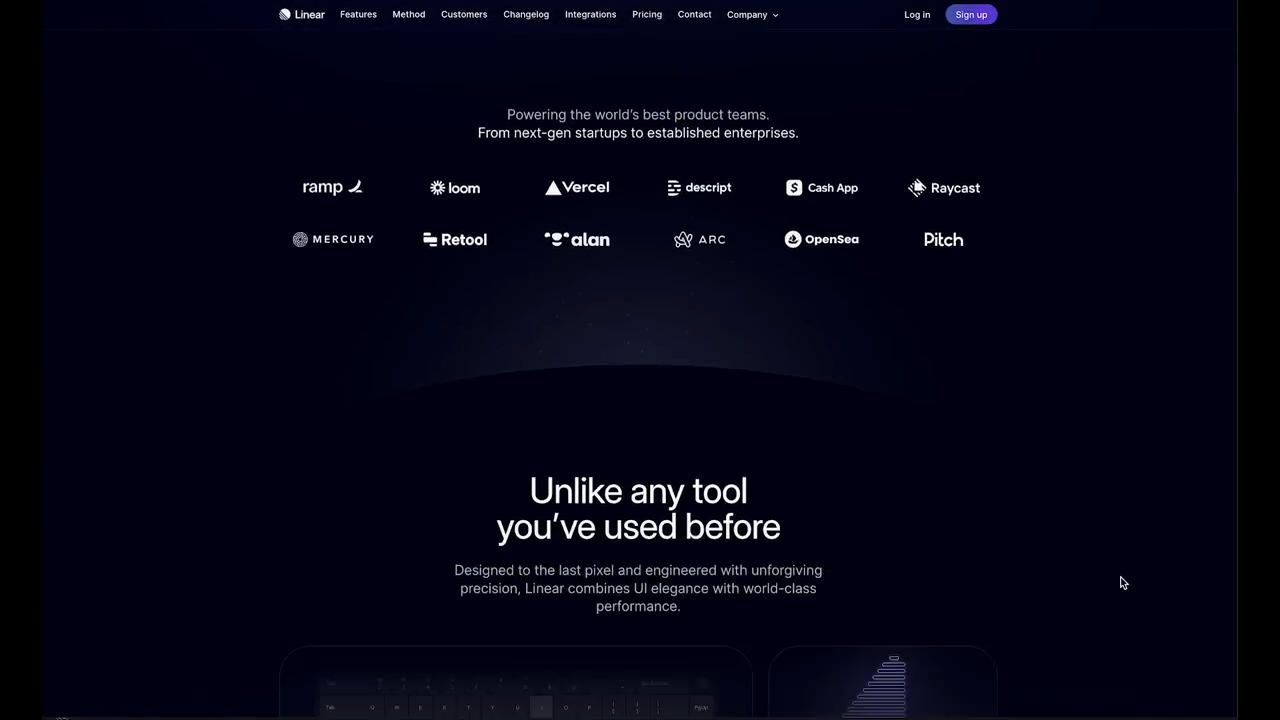 Linear Features Method Customers Changelog Integrations Pricing Contact Company Log in Sign up
Powering the world’s best product teams.
From next-gen startups to established enterprises.
ramp loom Vercel descript Cash App Raycast
MERCURY Retool alan ARC OpenSea Pitch
Unlike any tool
you’ve used before
Designed to the last pixel and engineered with unforgiving
precision, Linear combines UI elegance with world-class
performance.